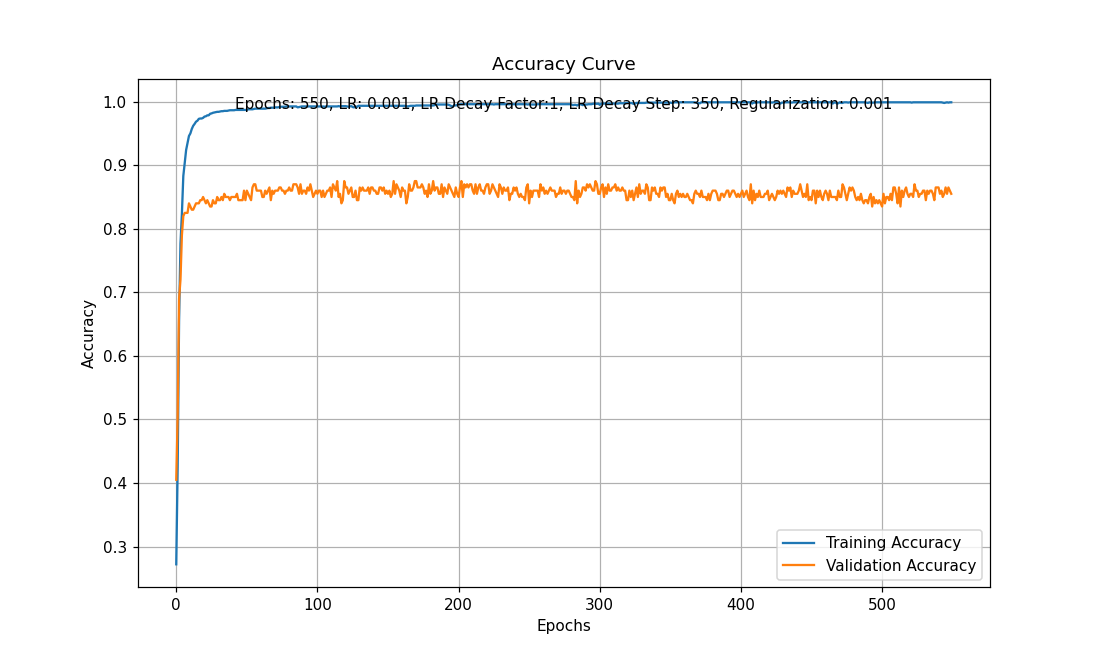 Accuracy Curve
Epochs: 550, LR: 0.001, LR Decay Factor:1, LR Decay Step: 350, Regularization: 0.001
1.0
0.9
0.8
0.7
0.6
0.5
0.4
0.3
Accuracy
Training Accuracy
Validation Accuracy
0 100 200 300 400 500
Epochs